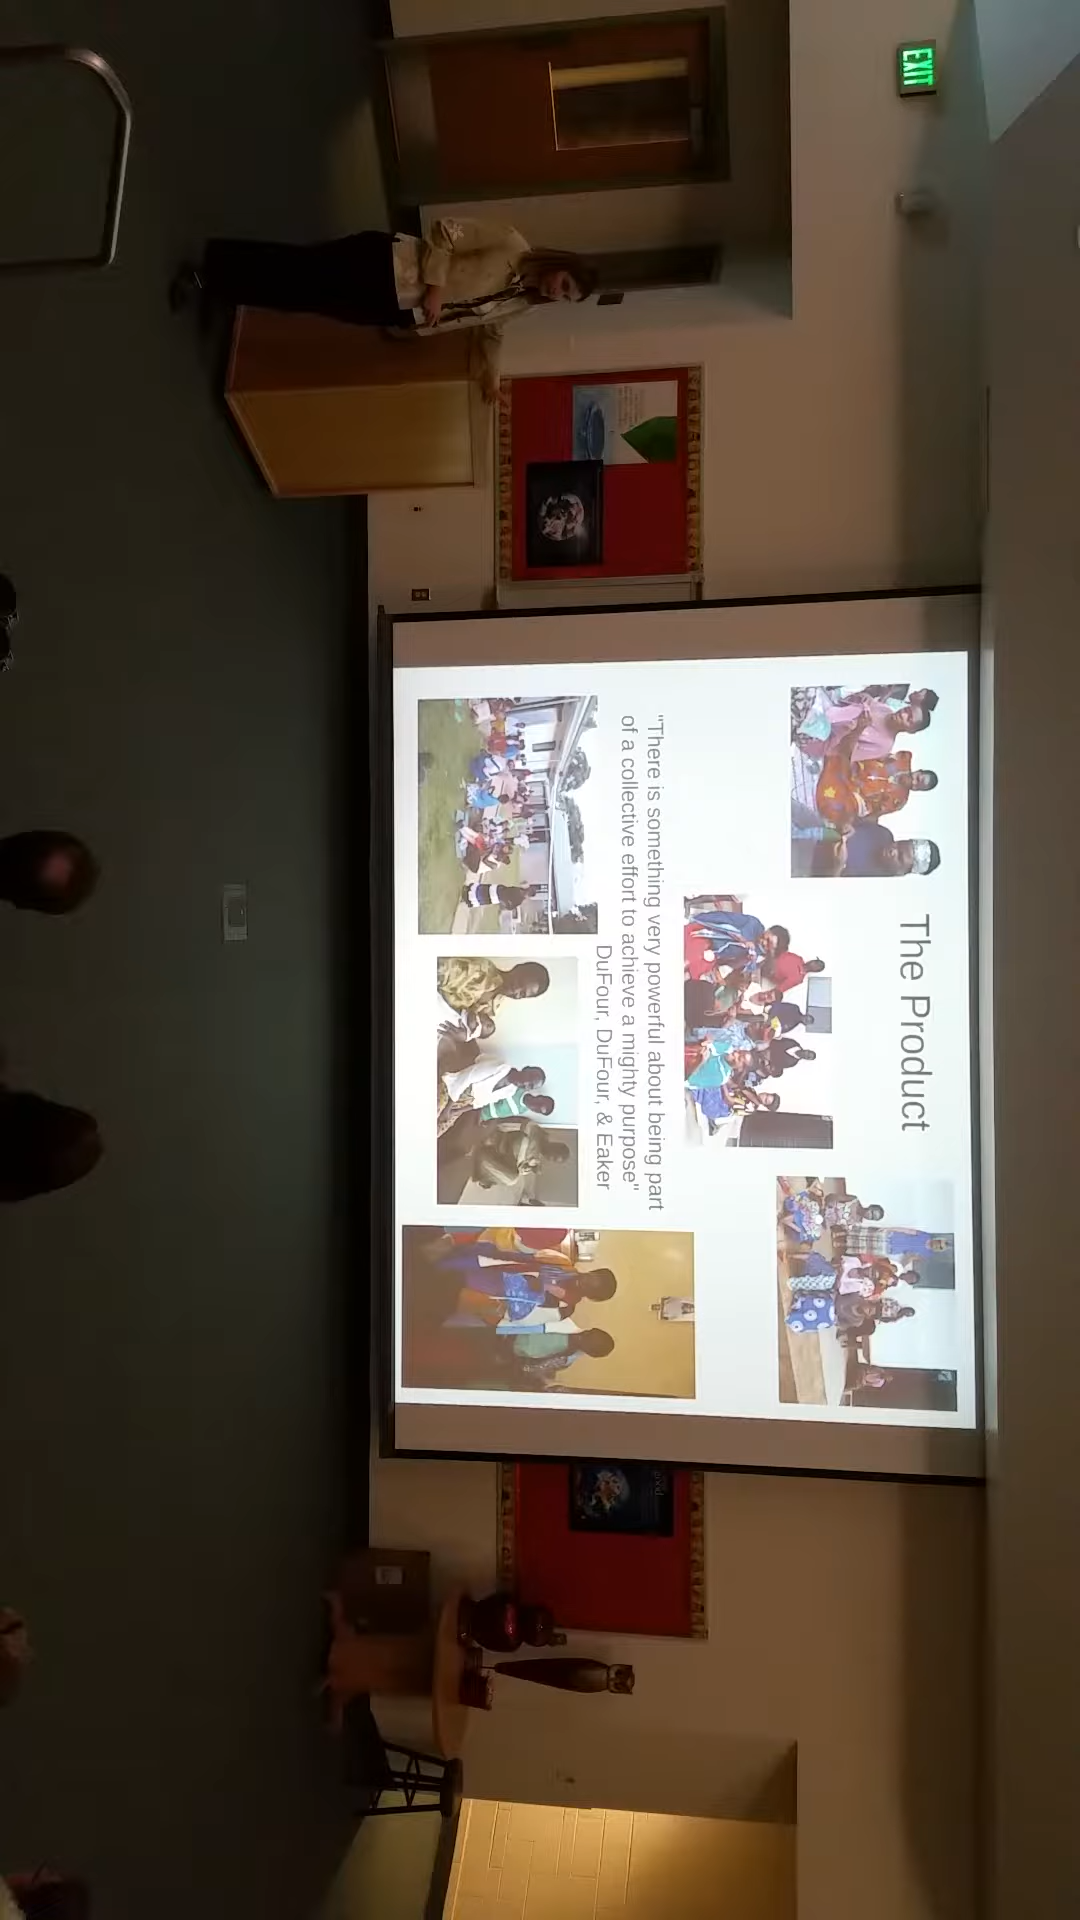 EXIT
The Product
"There is something very powerful about being part
of a collective effort to achieve a mighty purpose"
DuFour, DuFour, & Eaker